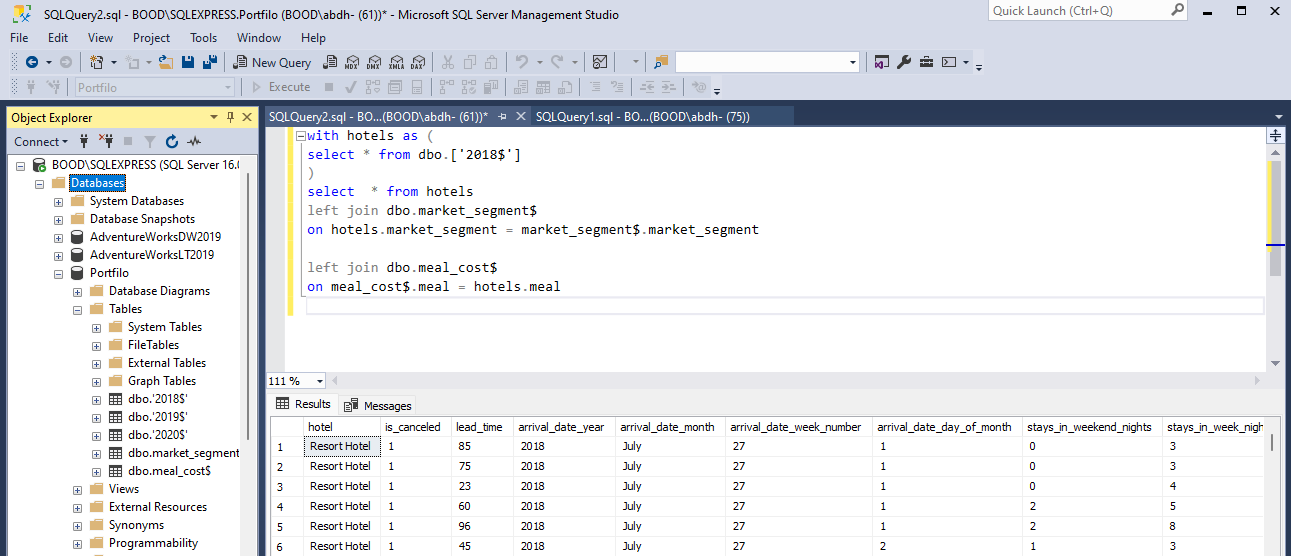 SQLQuery2.sql - BOOD\SQLEXPRESS.Portfilo (BOOD\abdh- (61))* - Microsoft SQL Server Management Studio
Quick Launch (Ctrl+Q)
File Edit View Project Tools Window Help
New Query MDX DMX XMLA DAX
Portfilo Execute
Object Explorer
Connect
BOOD\SQLEXPRESS (SQL Server 16.0
Databases
System Databases
Database Snapshots
AdventureWorksDW2019
AdventureWorksLT2019
Portfilo
Database Diagrams
Tables
System Tables
FileTables
External Tables
Graph Tables
dbo.'2018$'
dbo.'2019$'
dbo.'2020$'
dbo.market_segment
dbo.meal_cost$
Views
External Resources
Synonyms
Programmability
SQLQuery2.sql - BO...(BOOD\abdh- (61))* SQLQuery1.sql - BO...(BOOD\abdh- (75))
with hotels as (
select * from dbo.['2018$']
)
select  * from hotels
left join dbo.market_segment$
on hotels.market_segment = market_segment$.market_segment
left join dbo.meal_cost$
on meal_cost$.meal = hotels.meal
111 %
Results Messages
hotel is_canceled lead_time arrival_date_year arrival_date_month arrival_date_week_number arrival_date_day_of_month stays_in_weekend_nights stays_in_week_nigh
1 Resort Hotel 1 85 2018 July 27 1 0 3
2 Resort Hotel 1 75 2018 July 27 1 0 3
3 Resort Hotel 1 23 2018 July 27 1 0 4
4 Resort Hotel 1 60 2018 July 27 1 2 5
5 Resort Hotel 1 96 2018 July 27 1 2 8
6 Resort Hotel 1 45 2018 July 27 2 1 3